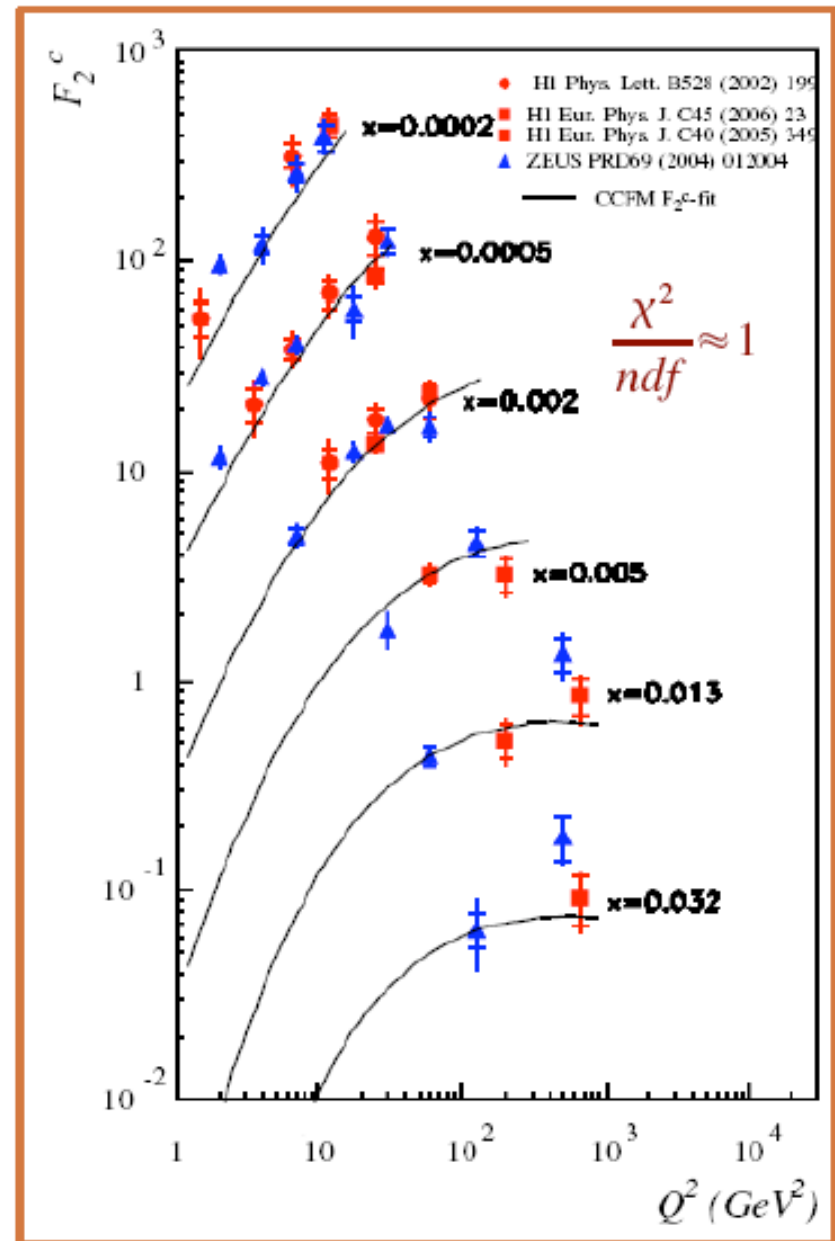 F₂ᶜ
10³
10²
10
1
10⁻¹
10⁻²
H1 Phys. Lett. B528 (2002) 199
H1 Eur. Phys. J. C45 (2006) 23
H1 Eur. Phys. J. C40 (2005) 349
ZEUS PRD69 (2004) 012004
CCFM F₂ᶜ-fit
x=0.0002
x=0.0005
χ²/ndf ≈ 1
x=0.002
x=0.005
x=0.013
x=0.032
1 10 10² 10³ 10⁴
Q² (GeV²)